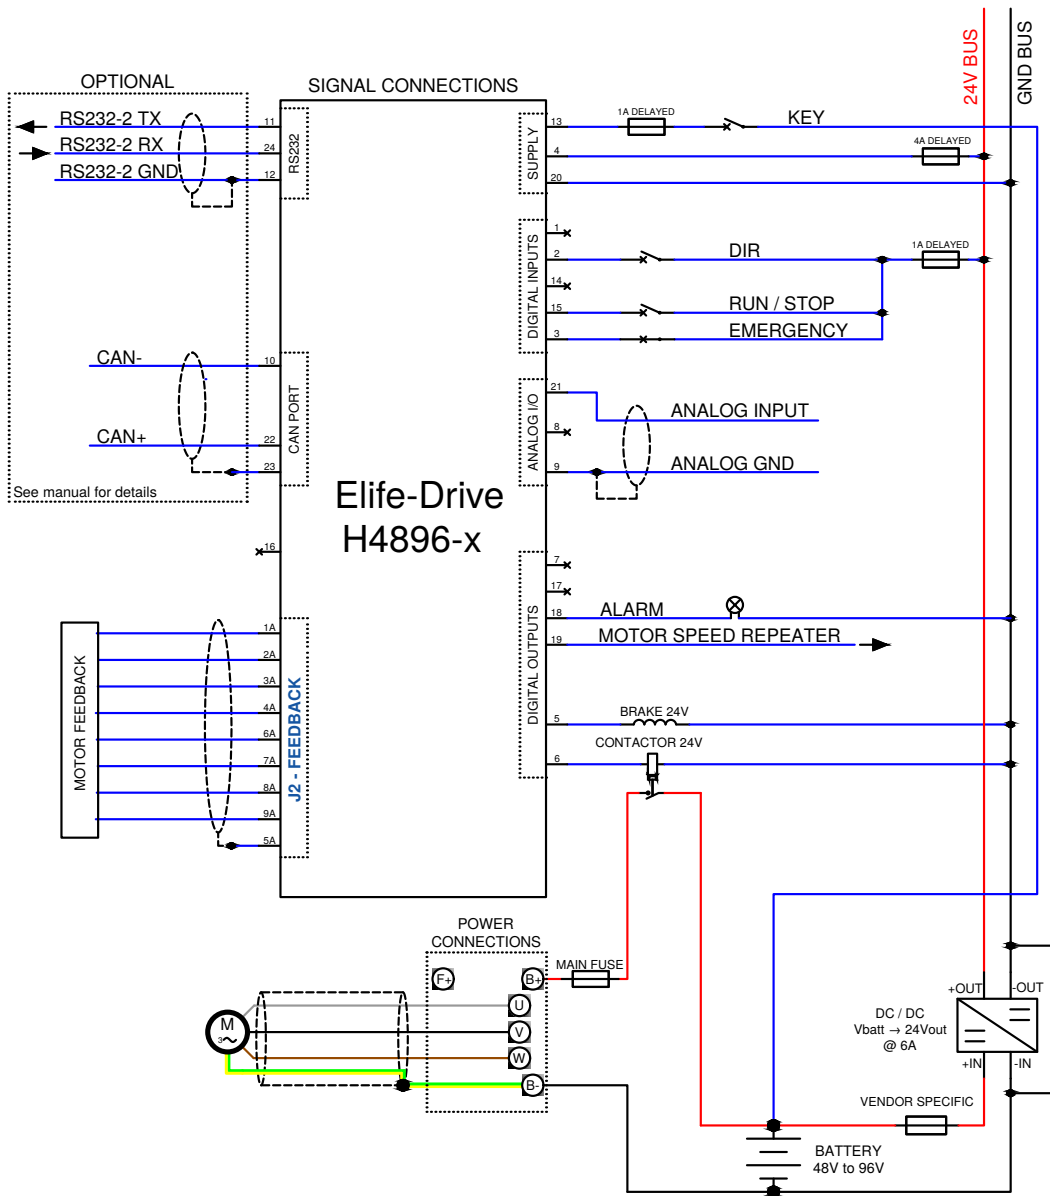 OPTIONAL
SIGNAL CONNECTIONS
24V BUS
GND BUS
RS232-2 TX
11
RS232-2 RX
24
RS232-2 GND
12
RS232
CAN-
10
CAN+
22
23
CAN PORT
See manual for details
16
MOTOR FEEDBACK
1A
2A
3A
4A
6A
7A
8A
9A
5A
J2 - FEEDBACK
Elife-Drive
H4896-x
SUPPLY
13
1A DELAYED
KEY
4
4A DELAYED
20
DIGITAL INPUTS
1
2
DIR
1A DELAYED
14
15
RUN / STOP
3
EMERGENCY
ANALOG I/O
21
ANALOG INPUT
8
9
ANALOG GND
DIGITAL OUTPUTS
7
17
18
ALARM
19
MOTOR SPEED REPEATER
5
BRAKE 24V
CONTACTOR 24V
6
POWER
CONNECTIONS
F+
B+
MAIN FUSE
U
V
W
B-
M
3~
+OUT
-OUT
DC / DC
Vbatt → 24Vout
@ 6A
+IN
-IN
VENDOR SPECIFIC
BATTERY
48V to 96V